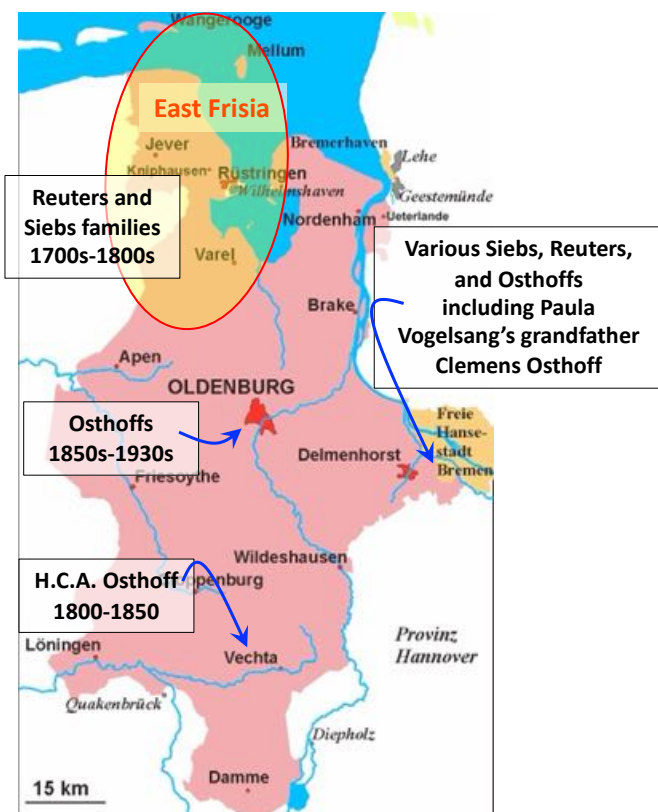 Wangerooge
Mellum
East Frisia
Jever
Bremerhaven
Lehe
Kniphausen
Rüstringen
Wilhelmshaven
Geestemünde
Reuters and
Siebs families
1700s-1800s
Nordenham
Ueterlande
Varel
Various Siebs, Reuters,
and Osthoffs
including Paula
Vogelsang’s grandfather
Clemens Osthoff
Brake
Apen
OLDENBURG
Osthoffs
1850s-1930s
Freie
Hanse-
stadt
Bremen
Delmenhorst
Friesoythe
Wildeshausen
H.C.A. Osthoff
1800-1850
oppenburg
Löningen
Vechta
Provinz
Hannover
Quakenbrück
Diepholz
Damme
15 km